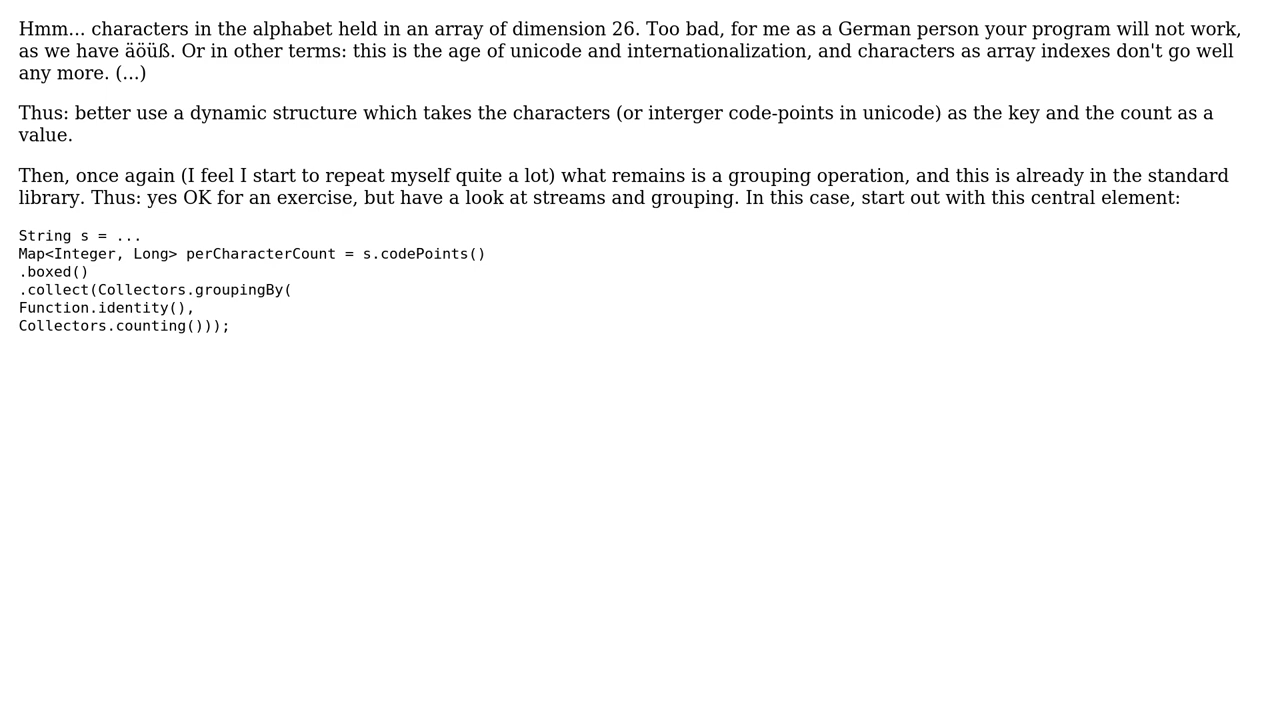 Hmm... characters in the alphabet held in an array of dimension 26. Too bad, for me as a German person your program will not work,
as we have äöüß. Or in other terms: this is the age of unicode and internationalization, and characters as array indexes don't go well
any more. (...)
Thus: better use a dynamic structure which takes the characters (or interger code-points in unicode) as the key and the count as a
value.
Then, once again (I feel I start to repeat myself quite a lot) what remains is a grouping operation, and this is already in the standard
library. Thus: yes OK for an exercise, but have a look at streams and grouping. In this case, start out with this central element:
String s = ...
Map<Integer, Long> perCharacterCount = s.codePoints()
.boxed()
.collect(Collectors.groupingBy(
Function.identity(),
Collectors.counting()));